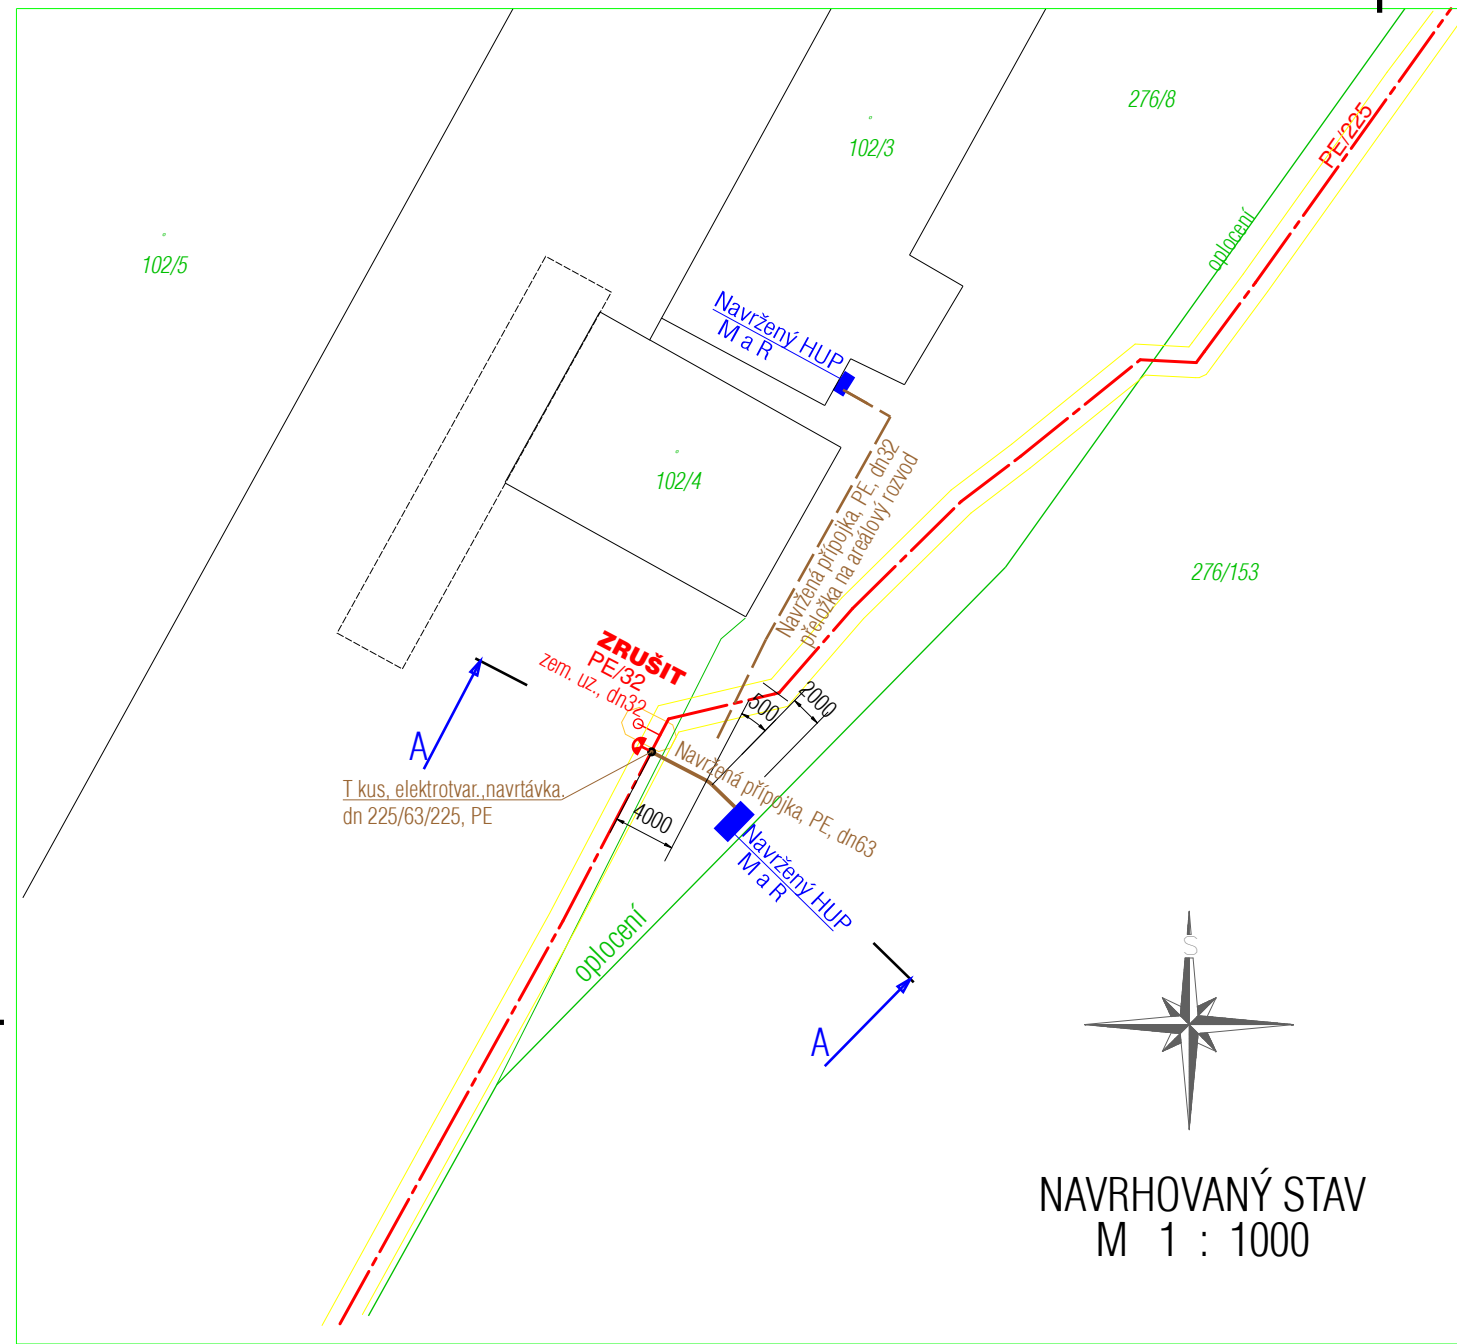 276/8
PE/225
102/3
oplocení
102/5
Navržený HUP
M a R
102/4
Navržená přípojka, PE, dn32
přeložka na areálový rozvod
276/153
ZRUŠIT
PE/32
zem. uz., dn32
500
2000
A
Navržená přípojka, PE, dn63
T kus, elektrotvar.,navrtávka.
dn 225/63/225, PE
4000
Navržený HUP
M a R
oplocení
S
A
NAVRHOVANÝ STAV
M 1 : 1000